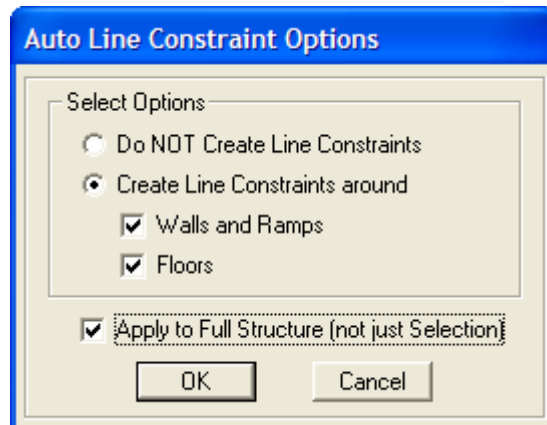 Auto Line Constraint Options
Select Options
Do NOT Create Line Constraints
Create Line Constraints around
Walls and Ramps
Floors
Apply to Full Structure (not just Selection)
OK Cancel